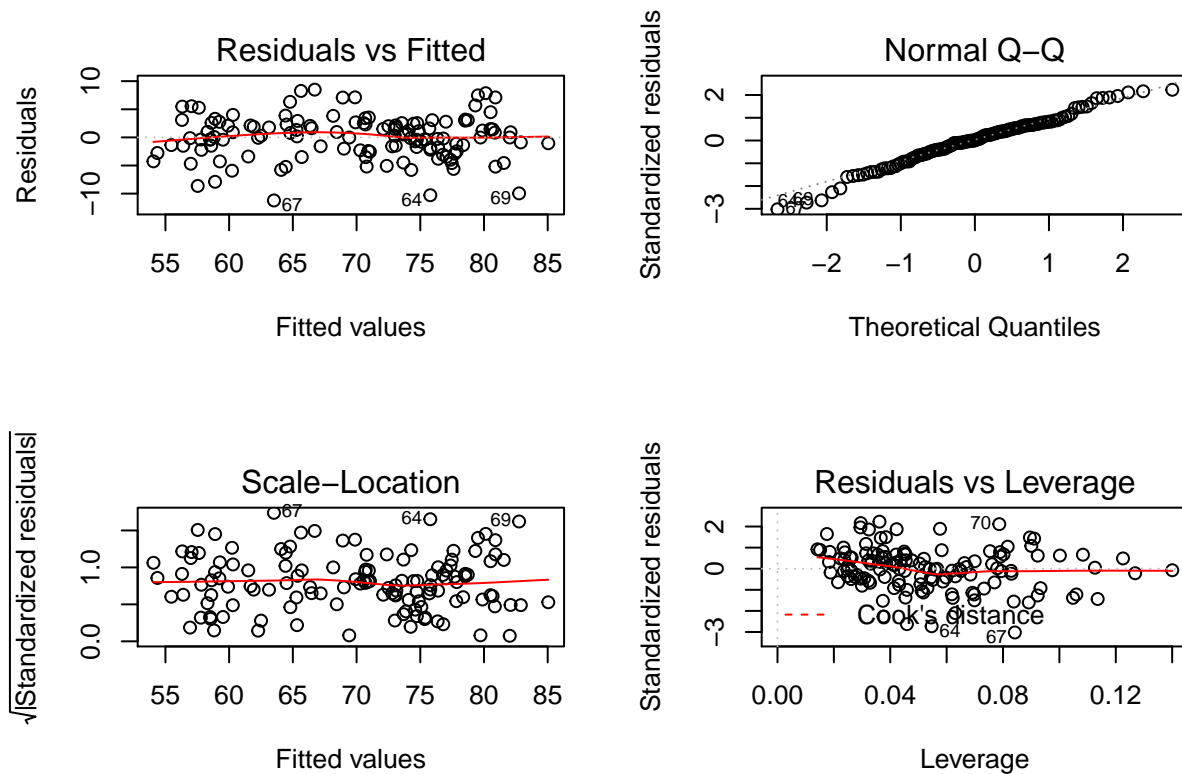 Residuals vs Fitted
Residuals
10
0
−10
67
64
69
55 60 65 70 75 80 85
Fitted values
Normal Q−Q
Standardized residuals
2
0
−3
67
−2 −1 0 1 2
Theoretical Quantiles
Scale−Location
√|Standardized residuals|
1.0
0.0
67
64
69
55 60 65 70 75 80 85
Fitted values
Residuals vs Leverage
Standardized residuals
2
0
−3
70
Cook's distance
64
67
0.00 0.04 0.08 0.12
Leverage